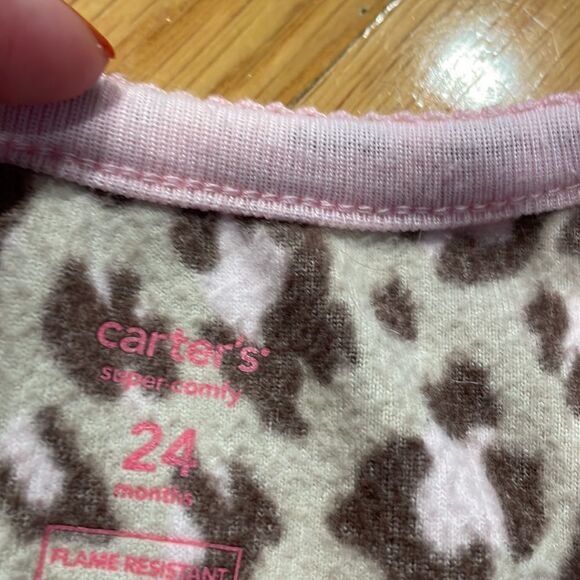 carter's
super-comfy
24
months
FLAME RESISTANT